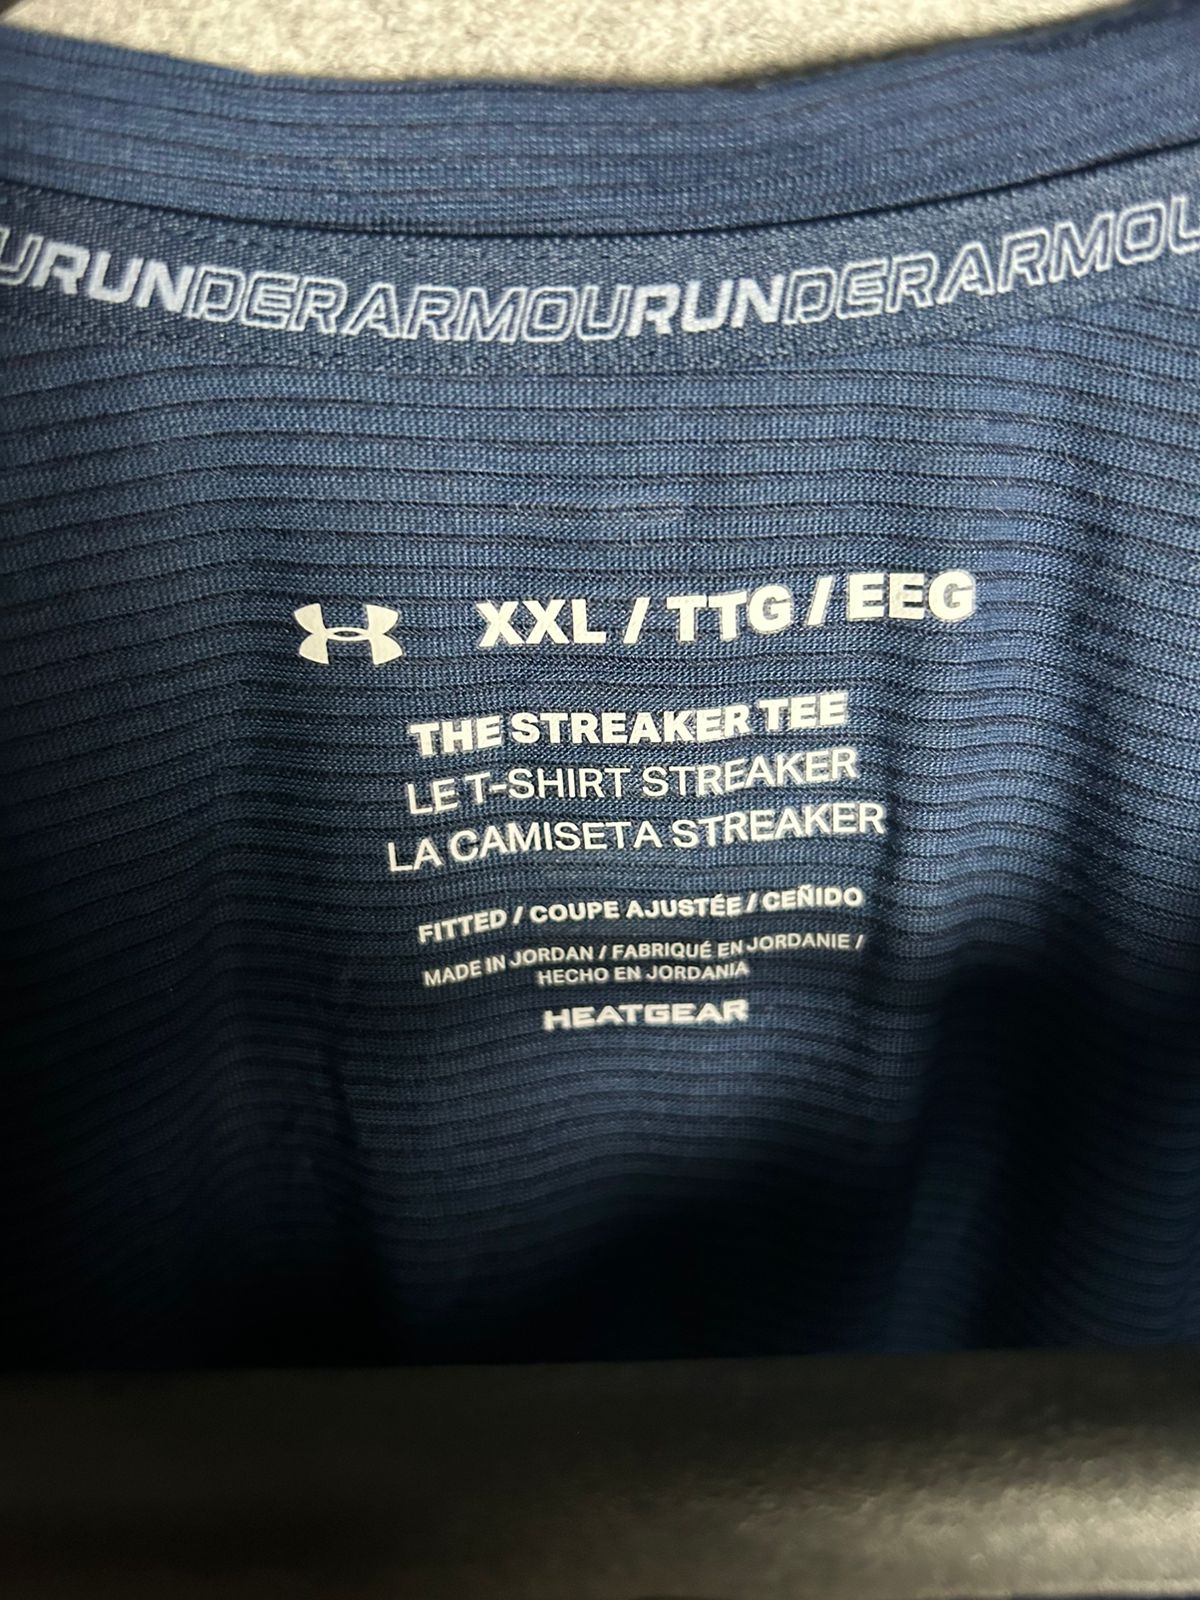 URUNDERARMOURUNDERARMOU
XXL / TTG / EEG
THE STREAKER TEE
LE T-SHIRT STREAKER
LA CAMISETA STREAKER
FITTED / COUPE AJUSTÉE / CEÑIDO
MADE IN JORDAN / FABRIQUÉ EN JORDANIE /
HECHO EN JORDANIA
HEATGEAR